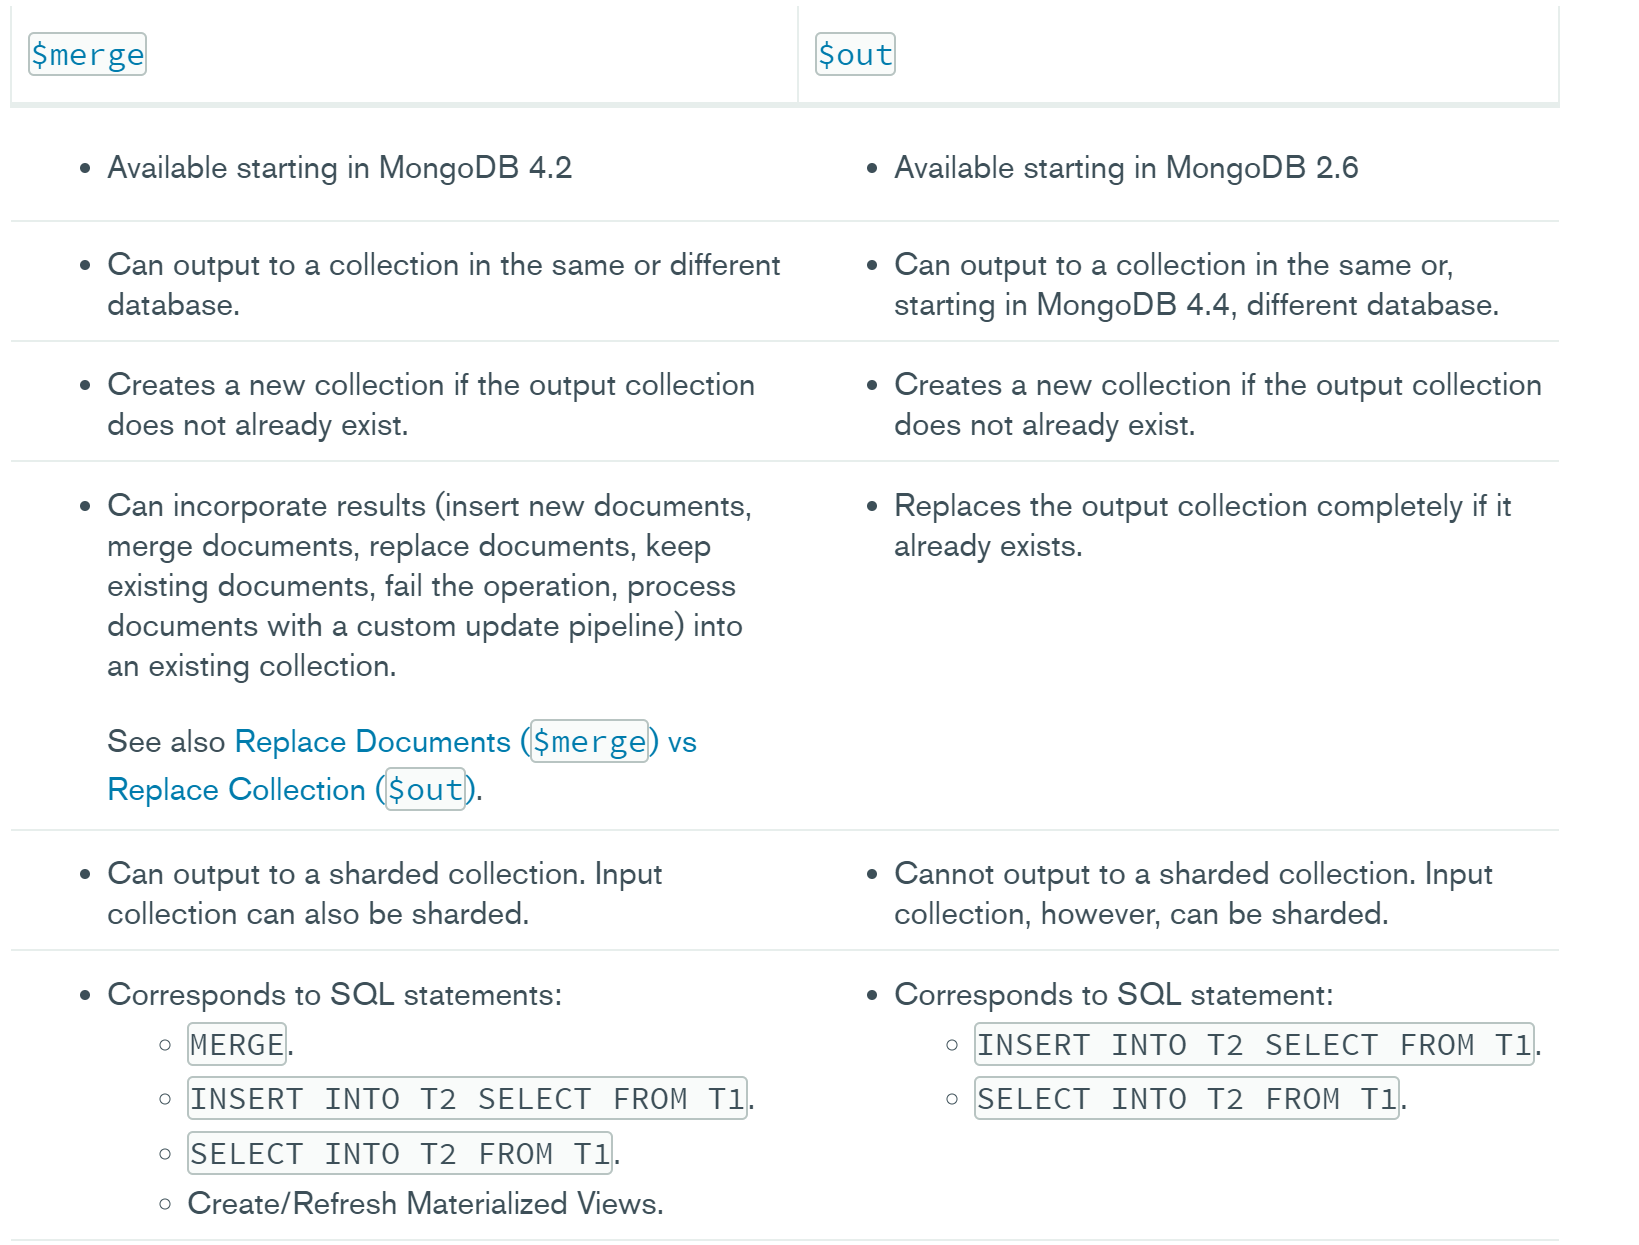 $merge
$out
Available starting in MongoDB 4.2
Available starting in MongoDB 2.6
Can output to a collection in the same or different
database.
Can output to a collection in the same or,
starting in MongoDB 4.4, different database.
Creates a new collection if the output collection
does not already exist.
Creates a new collection if the output collection
does not already exist.
Can incorporate results (insert new documents,
merge documents, replace documents, keep
existing documents, fail the operation, process
documents with a custom update pipeline) into
an existing collection.
See also Replace Documents ($merge) vs
Replace Collection ($out).
Replaces the output collection completely if it
already exists.
Can output to a sharded collection. Input
collection can also be sharded.
Cannot output to a sharded collection. Input
collection, however, can be sharded.
Corresponds to SQL statements:
MERGE.
INSERT INTO T2 SELECT FROM T1.
SELECT INTO T2 FROM T1.
Create/Refresh Materialized Views.
Corresponds to SQL statement:
INSERT INTO T2 SELECT FROM T1.
SELECT INTO T2 FROM T1.